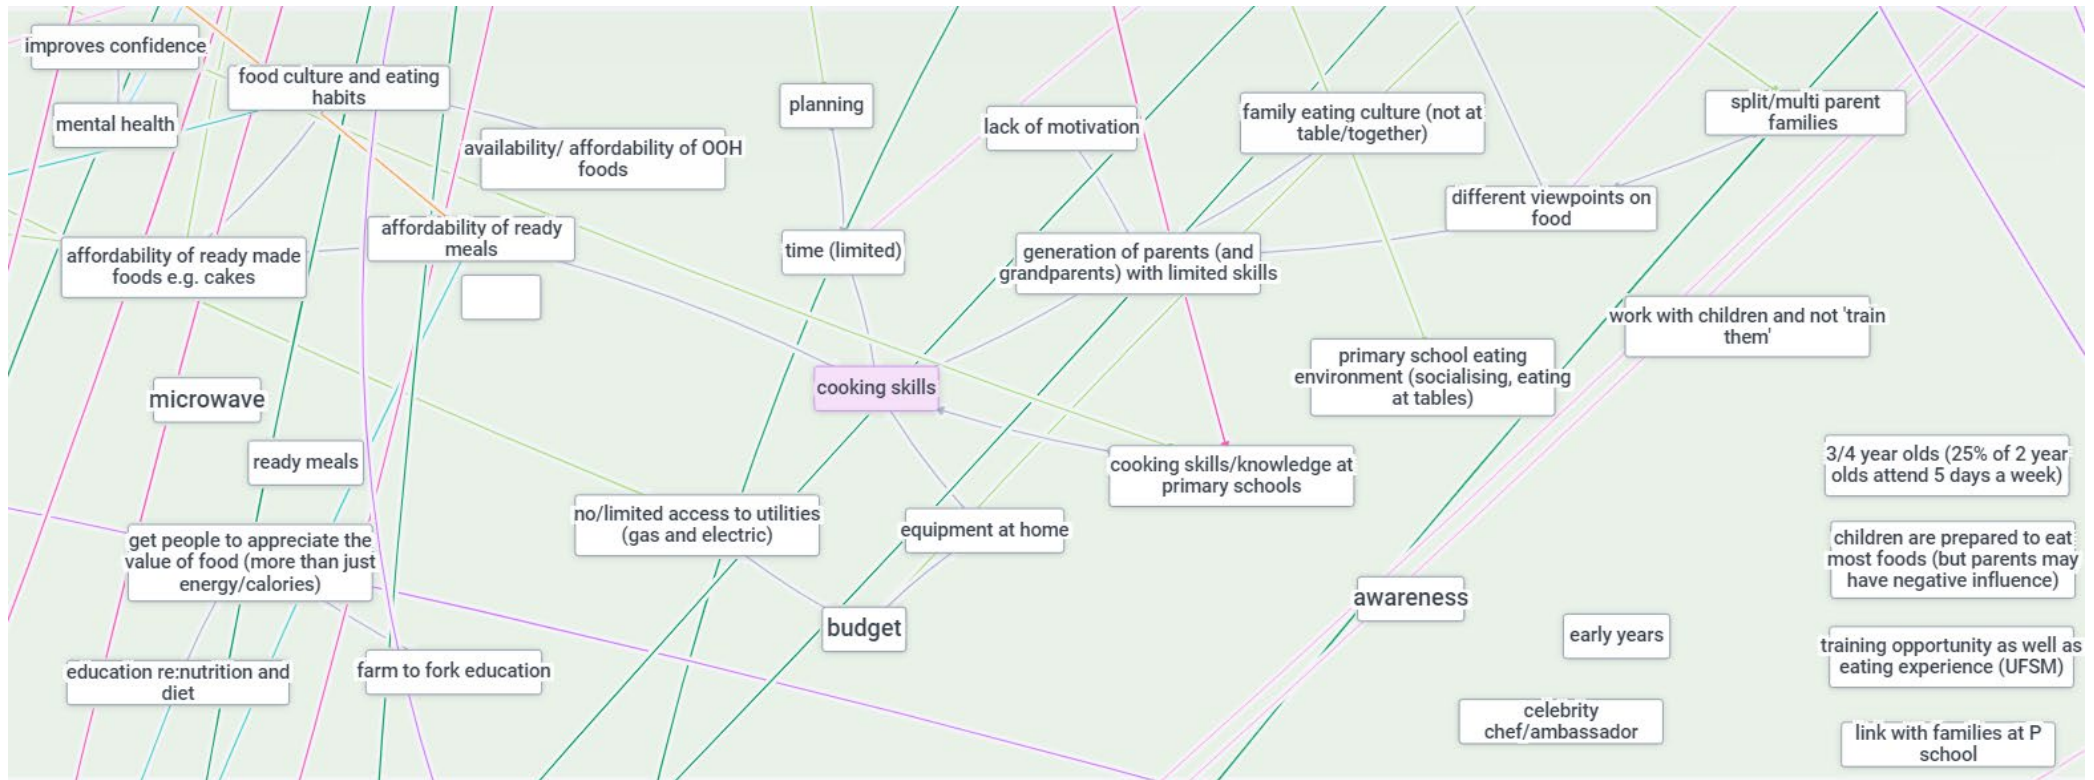 improves confidence
mental health
food culture and eating
habits
availability/ affordability of OOH
foods
planning
lack of motivation
family eating culture (not at
table/together)
split/multi parent
families
different viewpoints on
food
affordability of ready made
foods e.g. cakes
affordability of ready
meals
time (limited)
generation of parents (and
grandparents) with limited skills
work with children and not 'train
them'
primary school eating
environment (socialising, eating
at tables)
cooking skills
microwave
ready meals
cooking skills/knowledge at
primary schools
3/4 year olds (25% of 2 year
olds attend 5 days a week)
no/limited access to utilities
(gas and electric)
equipment at home
get people to appreciate the
value of food (more than just
energy/calories)
children are prepared to eat
most foods (but parents may
have negative influence)
awareness
budget
early years
training opportunity as well as
eating experience (UFSM)
education re:nutrition and
diet
farm to fork education
celebrity
chef/ambassador
link with families at P
school